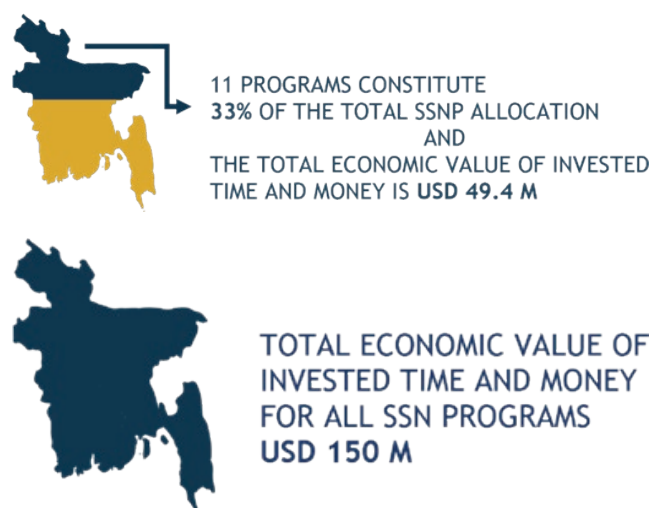 11 PROGRAMS CONSTITUTE
33% OF THE TOTAL SSNP ALLOCATION
AND
THE TOTAL ECONOMIC VALUE OF INVESTED
TIME AND MONEY IS USD 49.4 M
TOTAL ECONOMIC VALUE OF
INVESTED TIME AND MONEY
FOR ALL SSN PROGRAMS
USD 150 M